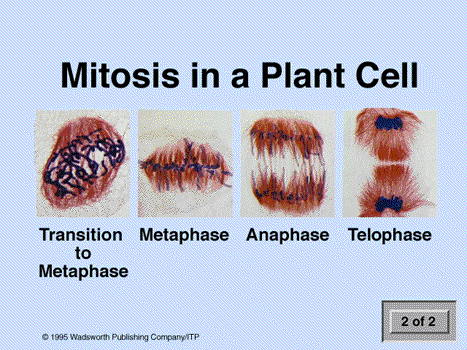 Mitosis in a Plant Cell
Transition
to
Metaphase
Metaphase
Anaphase
Telophase
2 of 2
© 1995 Wadsworth Publishing Company/ITP